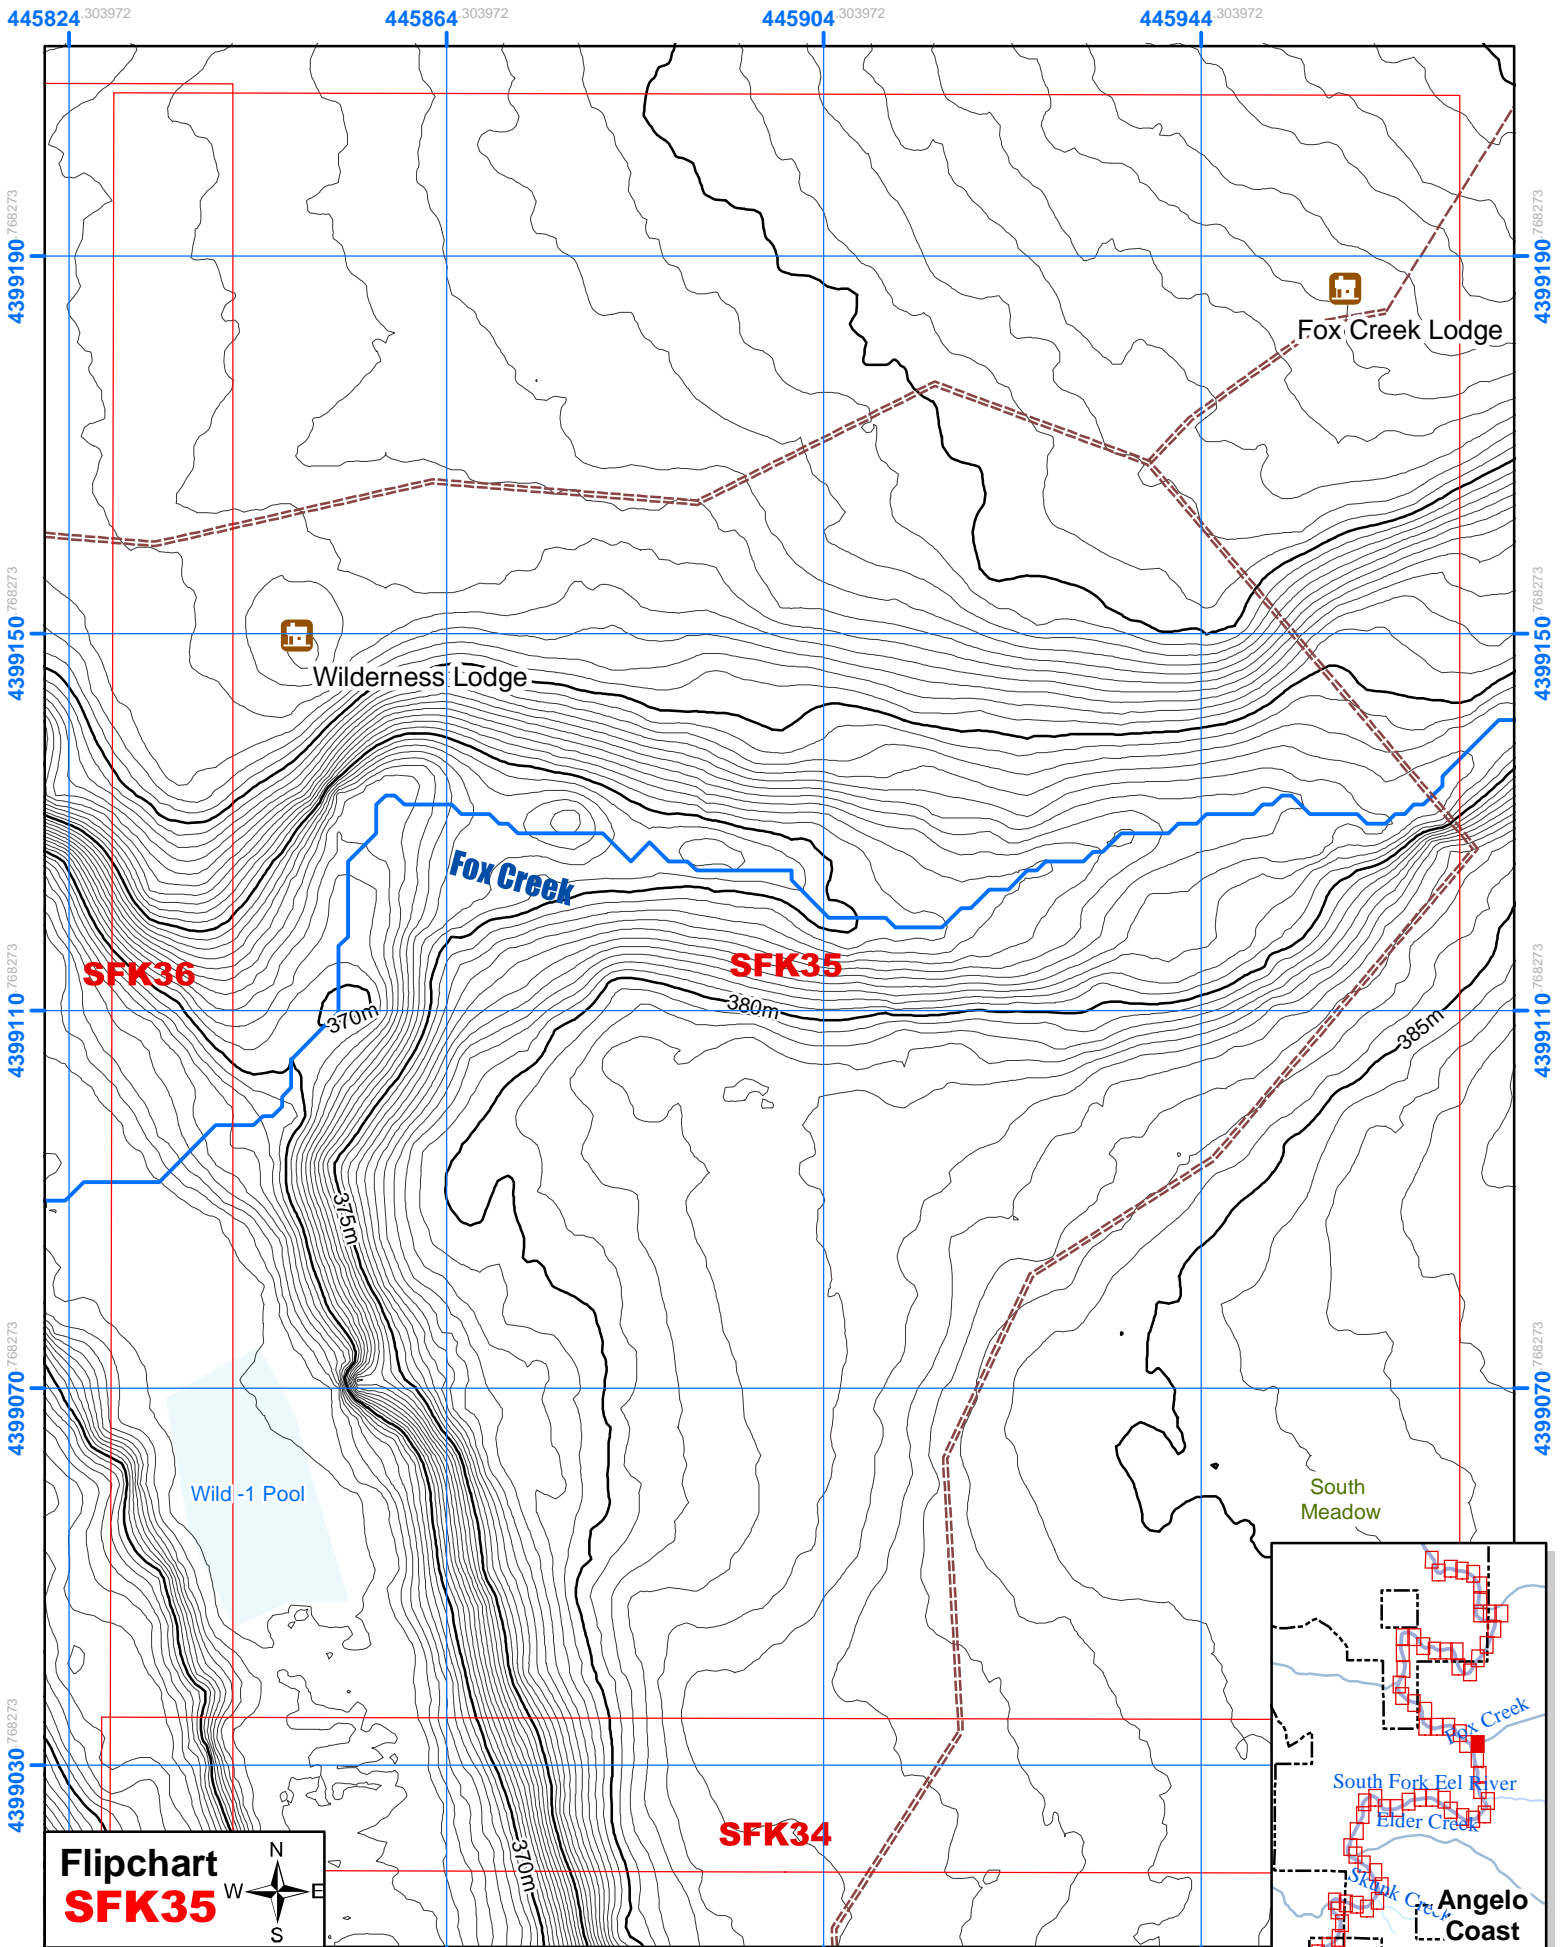 445824.303972 445864.303972 445904.303972 445944.303972
4399190.768273
4399190.768273
Fox Creek Lodge
4399150.768273
4399150.768273
Wilderness Lodge
Fox Creek
SFK36
SFK35
370m
380m
385m
4399110.768273
4399110.768273
375m
4399070.768273
4399070.768273
Wild -1 Pool
South
Meadow
Fox Creek
South Fork Eel River
Elder Creek
Skunk Creek
Angelo
Coast
4399030.768273
SFK34
370m
Flipchart
SFK35
N
W E
S